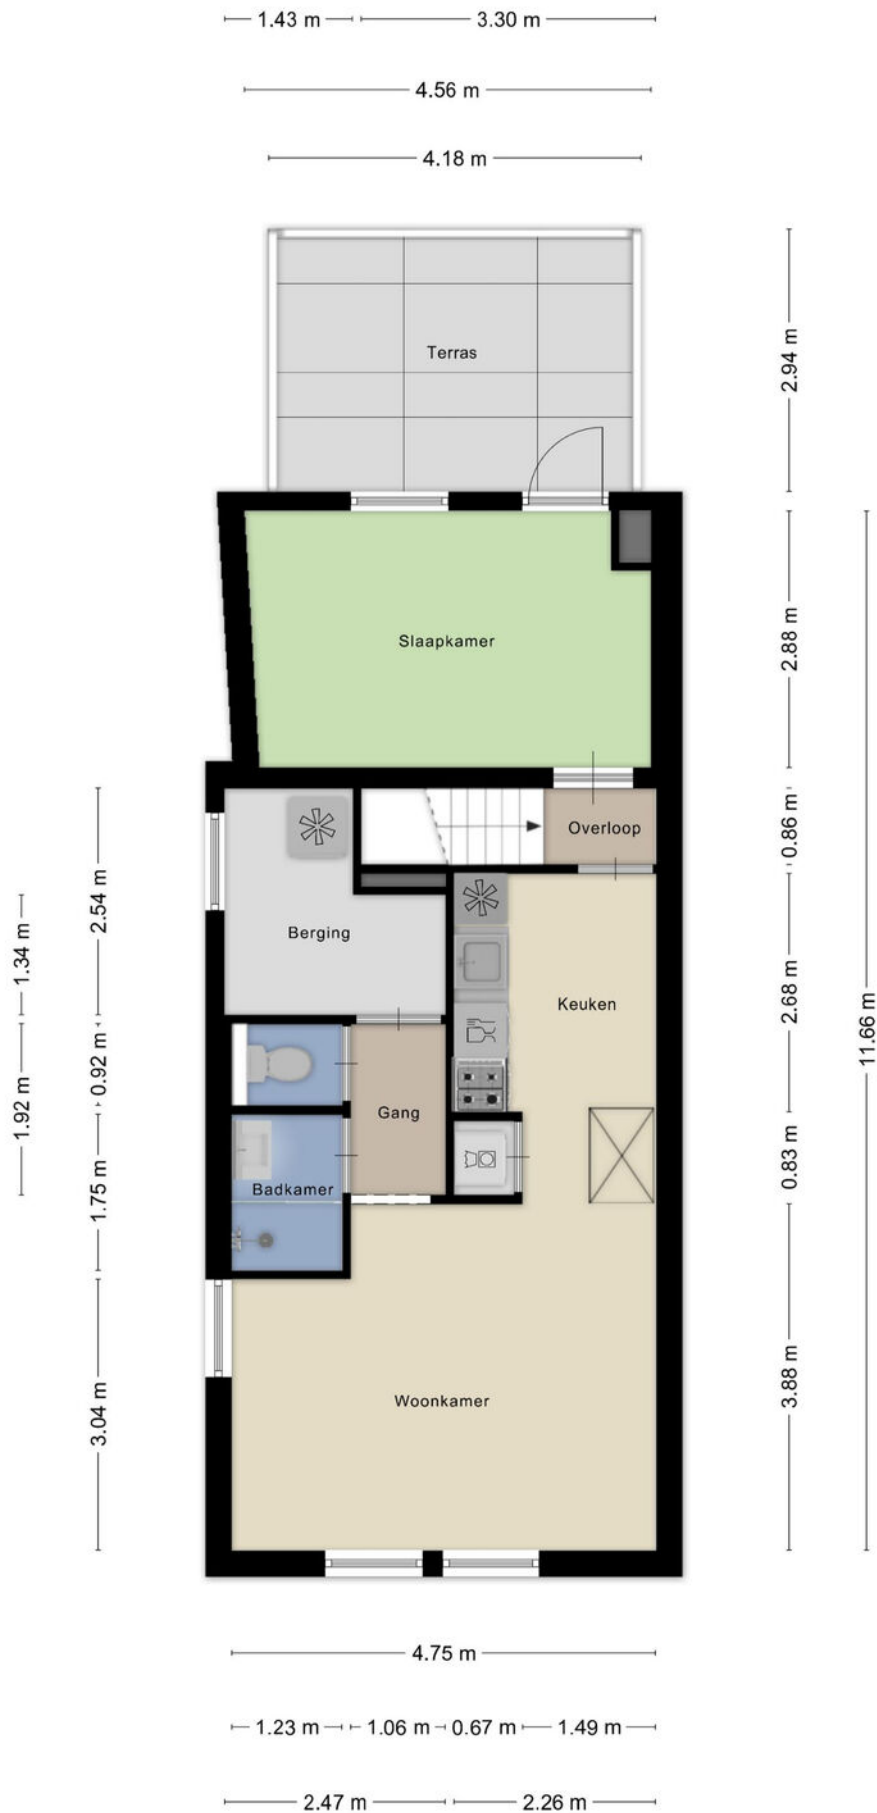 1.43 m
3.30 m
4.56 m
4.18 m
Terras
2.94 m
Slaapkamer
2.88 m
Overloop
0.86 m
2.54 m
Berging
1.34 m
Keuken
2.68 m
11.66 m
0.92 m
1.92 m
Gang
0.83 m
Badkamer
1.75 m
Woonkamer
3.88 m
3.04 m
4.75 m
1.23 m
1.06 m
0.67 m
1.49 m
2.47 m
2.26 m